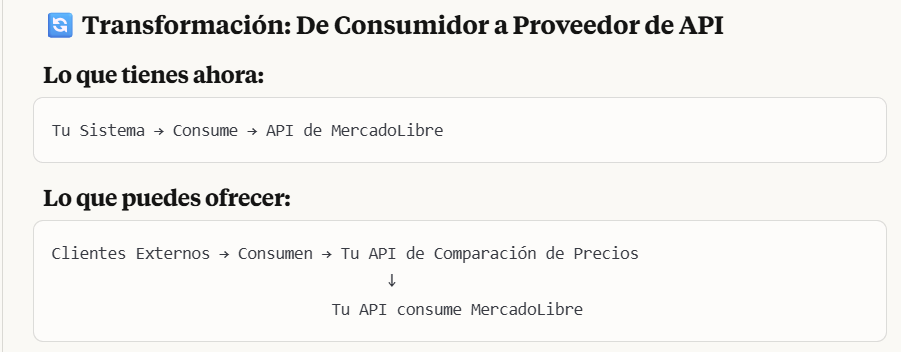 🔄 Transformación: De Consumidor a Proveedor de API
Lo que tienes ahora:
Tu Sistema → Consume → API de MercadoLibre
Lo que puedes ofrecer:
Clientes Externos → Consumen → Tu API de Comparación de Precios
↓
Tu API consume MercadoLibre